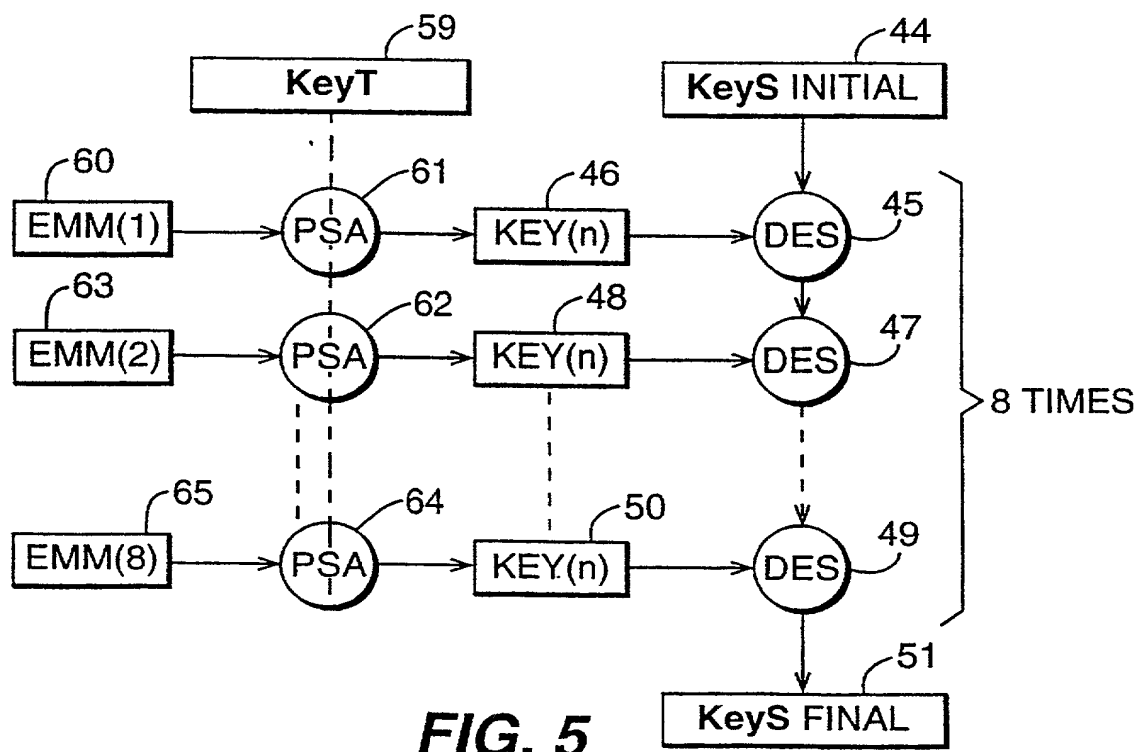 59 44
KeyT KeyS INITIAL
60 61 46 45
EMM(1) PSA KEY(n) DES
63 62 48 47
EMM(2) PSA KEY(n) DES
8 TIMES
65 64 50 49
EMM(8) PSA KEY(n) DES
51
KeyS FINAL
FIG. 5